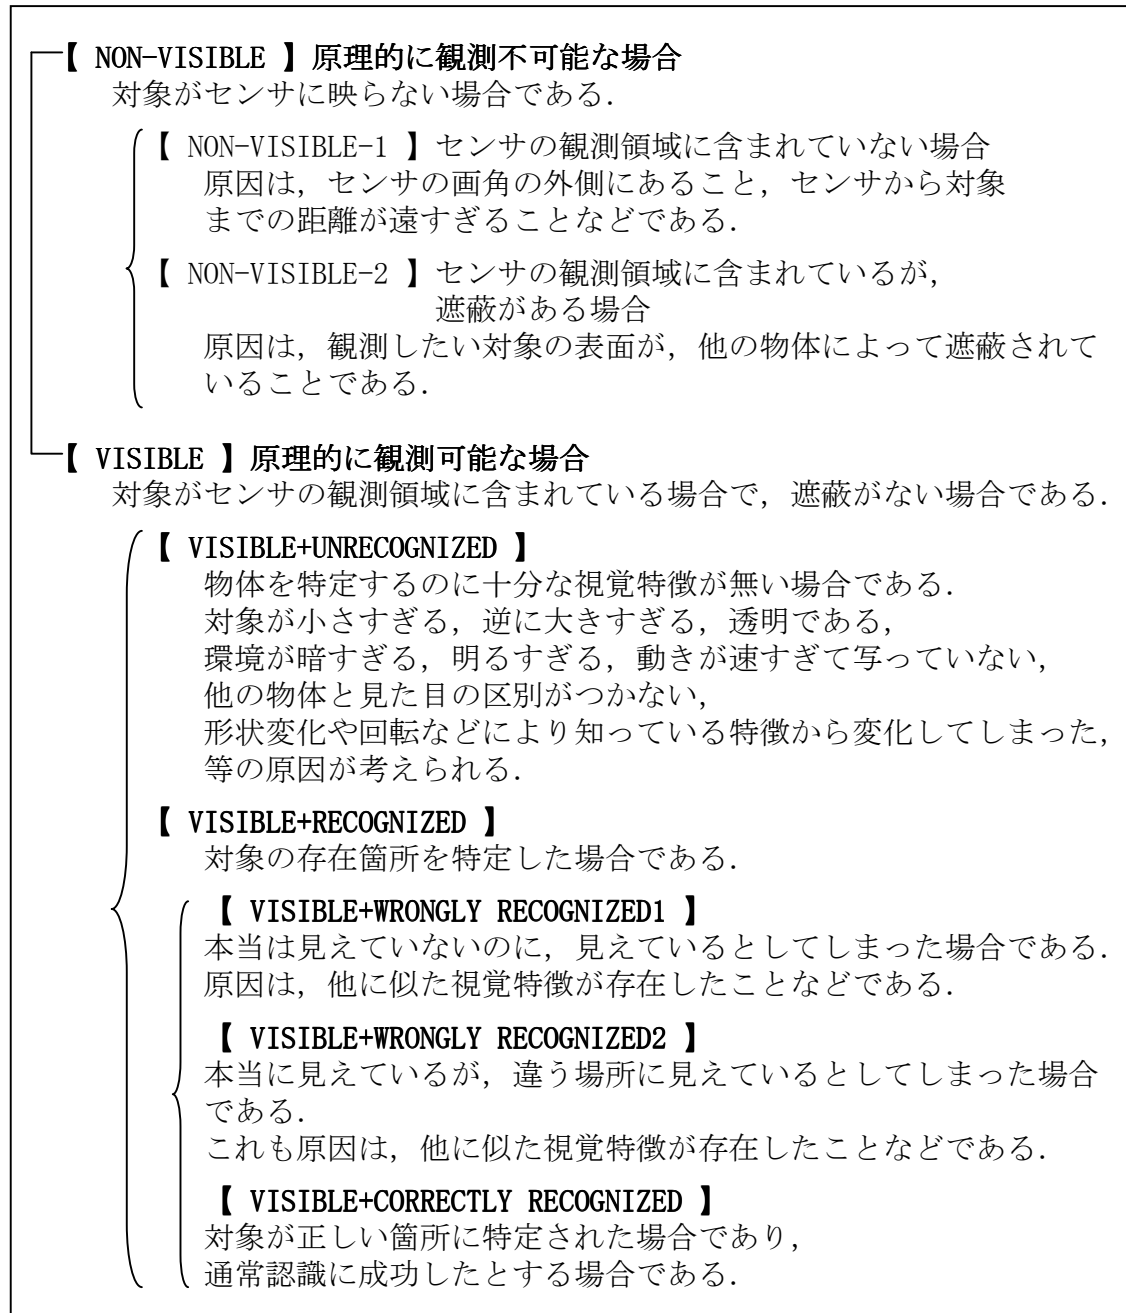 【 NON-VISIBLE 】原理的に観測不可能な場合
対象がセンサに映らない場合である．
【 NON-VISIBLE-1 】センサの観測領域に含まれていない場合
原因は，センサの画角の外側にあること，センサから対象
までの距離が遠すぎることなどである．
【 NON-VISIBLE-2 】センサの観測領域に含まれているが，
遮蔽がある場合
原因は，観測したい対象の表面が，他の物体によって遮蔽されて
いることである．
【 VISIBLE 】原理的に観測可能な場合
対象がセンサの観測領域に含まれている場合で，遮蔽がない場合である．
【 VISIBLE+UNRECOGNIZED 】
物体を特定するのに十分な視覚特徴が無い場合である．
対象が小さすぎる，逆に大きすぎる，透明である，
環境が暗すぎる，明るすぎる，動きが速すぎて写っていない，
他の物体と見た目の区別がつかない，
形状変化や回転などにより知っている特徴から変化してしまった，
等の原因が考えられる．
【 VISIBLE+RECOGNIZED 】
対象の存在箇所を特定した場合である．
【 VISIBLE+WRONGLY RECOGNIZED1 】
本当は見えていないのに，見えているとしてしまった場合である．
原因は，他に似た視覚特徴が存在したことなどである．
【 VISIBLE+WRONGLY RECOGNIZED2 】
本当に見えているが，違う場所に見えているとしてしまった場合
である．
これも原因は，他に似た視覚特徴が存在したことなどである．
【 VISIBLE+CORRECTLY RECOGNIZED 】
対象が正しい箇所に特定された場合であり，
通常認識に成功したとする場合である．